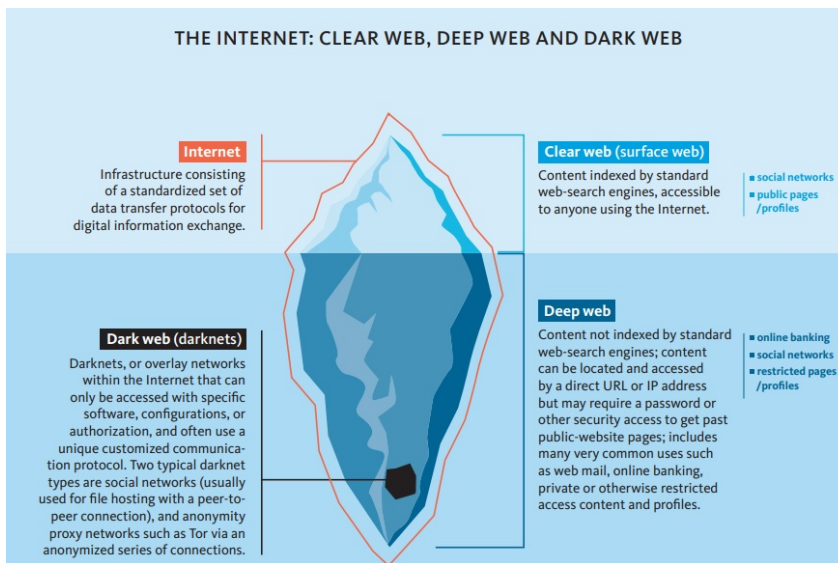 THE INTERNET: CLEAR WEB, DEEP WEB AND DARK WEB
Internet
Infrastructure consisting
of a standardized set of
data transfer protocols for
digital information exchange.
Clear web (surface web)
Content indexed by standard
web-search engines, accessible
to anyone using the Internet.
social networks
public pages
/profiles
Dark web (darknets)
Darknets, or overlay networks
within the Internet that can
only be accessed with specific
software, configurations, or
authorization, and often use a
unique customized communica-
tion protocol. Two typical darknet
types are social networks (usually
used for file hosting with a peer-to-
peer connection), and anonymity
proxy networks such as Tor via an
anonymized series of connections.
Deep web
Content not indexed by standard
web-search engines; content
can be located and accessed
by a direct URL or IP address
but may require a password or
other security access to get past
public-website pages; includes
many very common uses such
as web mail, online banking,
private or otherwise restricted
access content and profiles.
online banking
social networks
restricted pages
/profiles